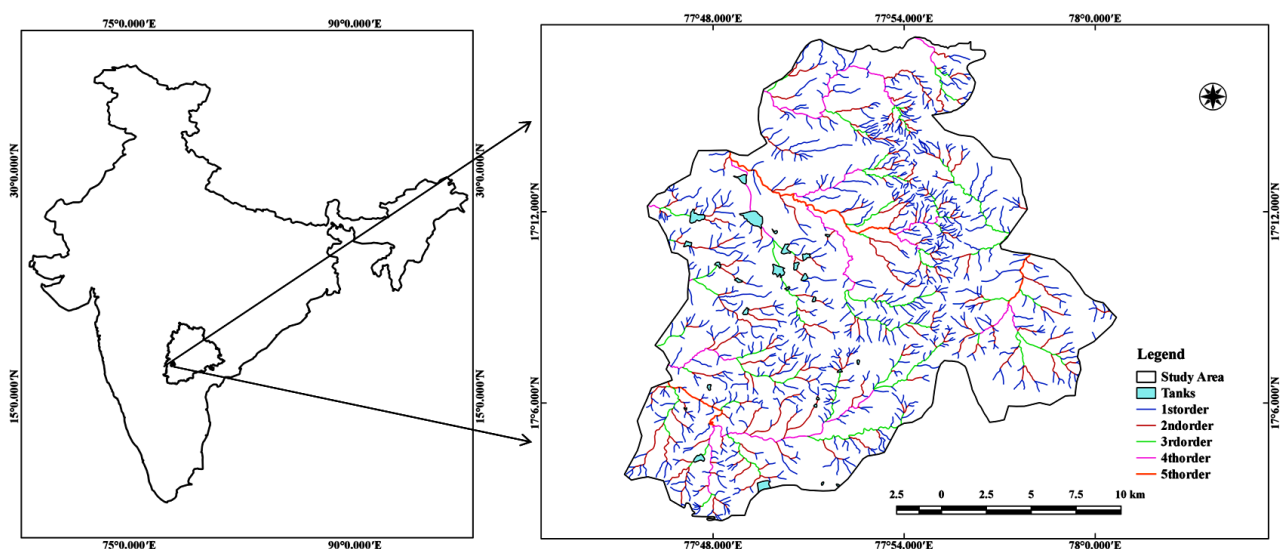 75°0.000'E 90°0.000'E
30°0.000'N
15°0.000'N
30°0.000'N
15°0.000'N
75°0.000'E 90°0.000'E
77°48.000'E 77°54.000'E 78°0.000'E
17°12.000'N
17°6.000'N
17°12.000'N
17°6.000'N
Legend
Study Area
Tanks
1storder
2ndorder
3rdorder
4thorder
5thorder
2.5 0 2.5 5 7.5 10 km
77°48.000'E 77°54.000'E 78°0.000'E